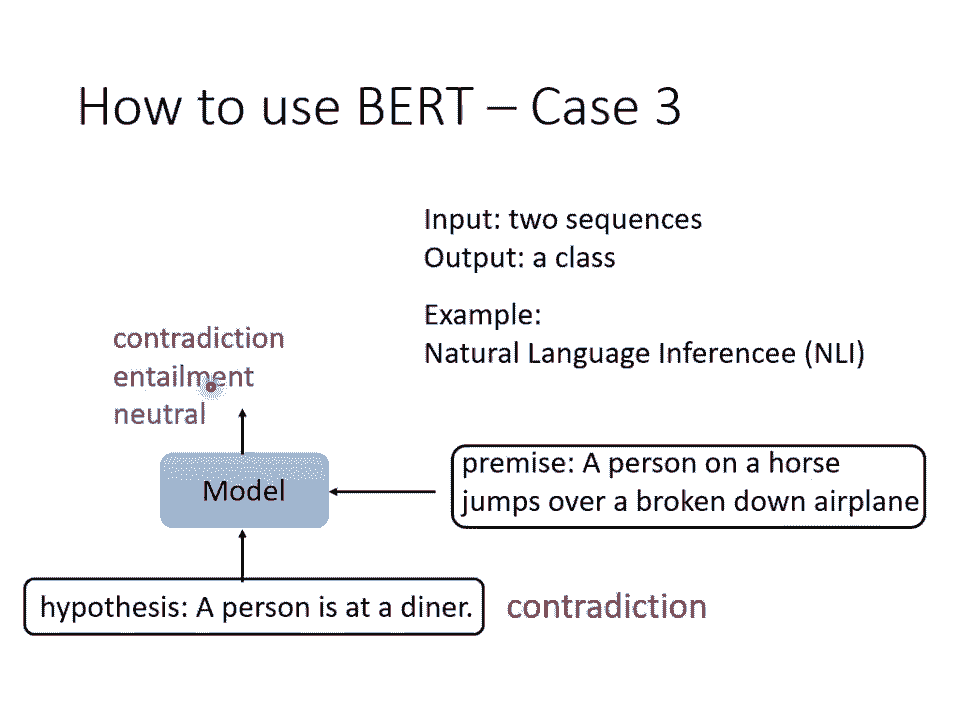 How to use BERT – Case 3
Input: two sequences
Output: a class
Example:
Natural Language Inferencee (NLI)
contradiction
entailment
neutral
Model
premise: A person on a horse
jumps over a broken down airplane
hypothesis: A person is at a diner.
contradiction